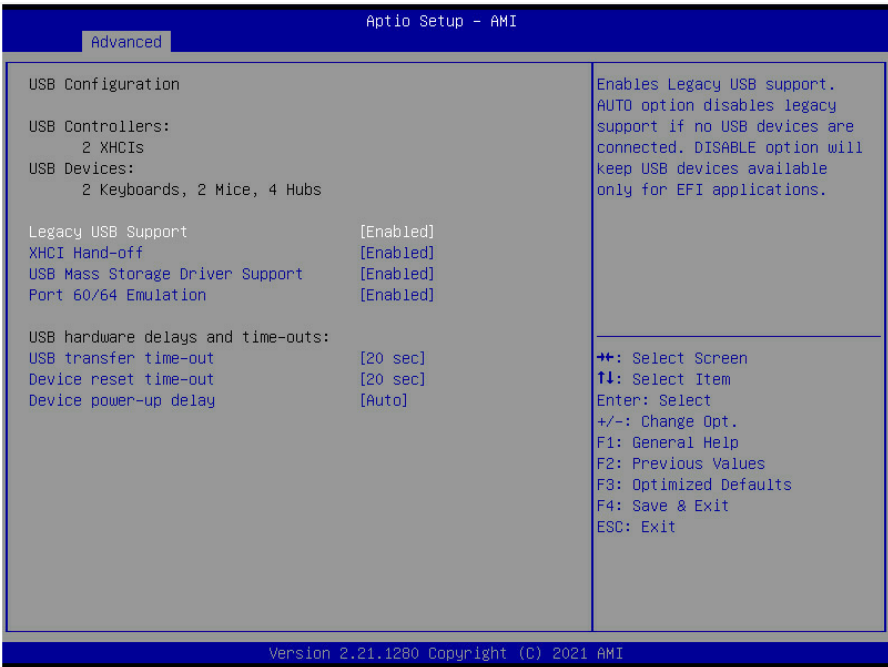 Aptio Setup – AMI
Advanced
USB Configuration
USB Controllers:
2 XHCIs
USB Devices:
2 Keyboards, 2 Mice, 4 Hubs
Legacy USB Support [Enabled]
XHCI Hand-off [Enabled]
USB Mass Storage Driver Support [Enabled]
Port 60/64 Emulation [Enabled]
USB hardware delays and time-outs:
USB transfer time-out [20 sec]
Device reset time-out [20 sec]
Device power-up delay [Auto]
Enables Legacy USB support.
AUTO option disables legacy
support if no USB devices are
connected. DISABLE option will
keep USB devices available
only for EFI applications.
→←: Select Screen
↑↓: Select Item
Enter: Select
+/-: Change Opt.
F1: General Help
F2: Previous Values
F3: Optimized Defaults
F4: Save & Exit
ESC: Exit
Version 2.21.1280 Copyright (C) 2021 AMI